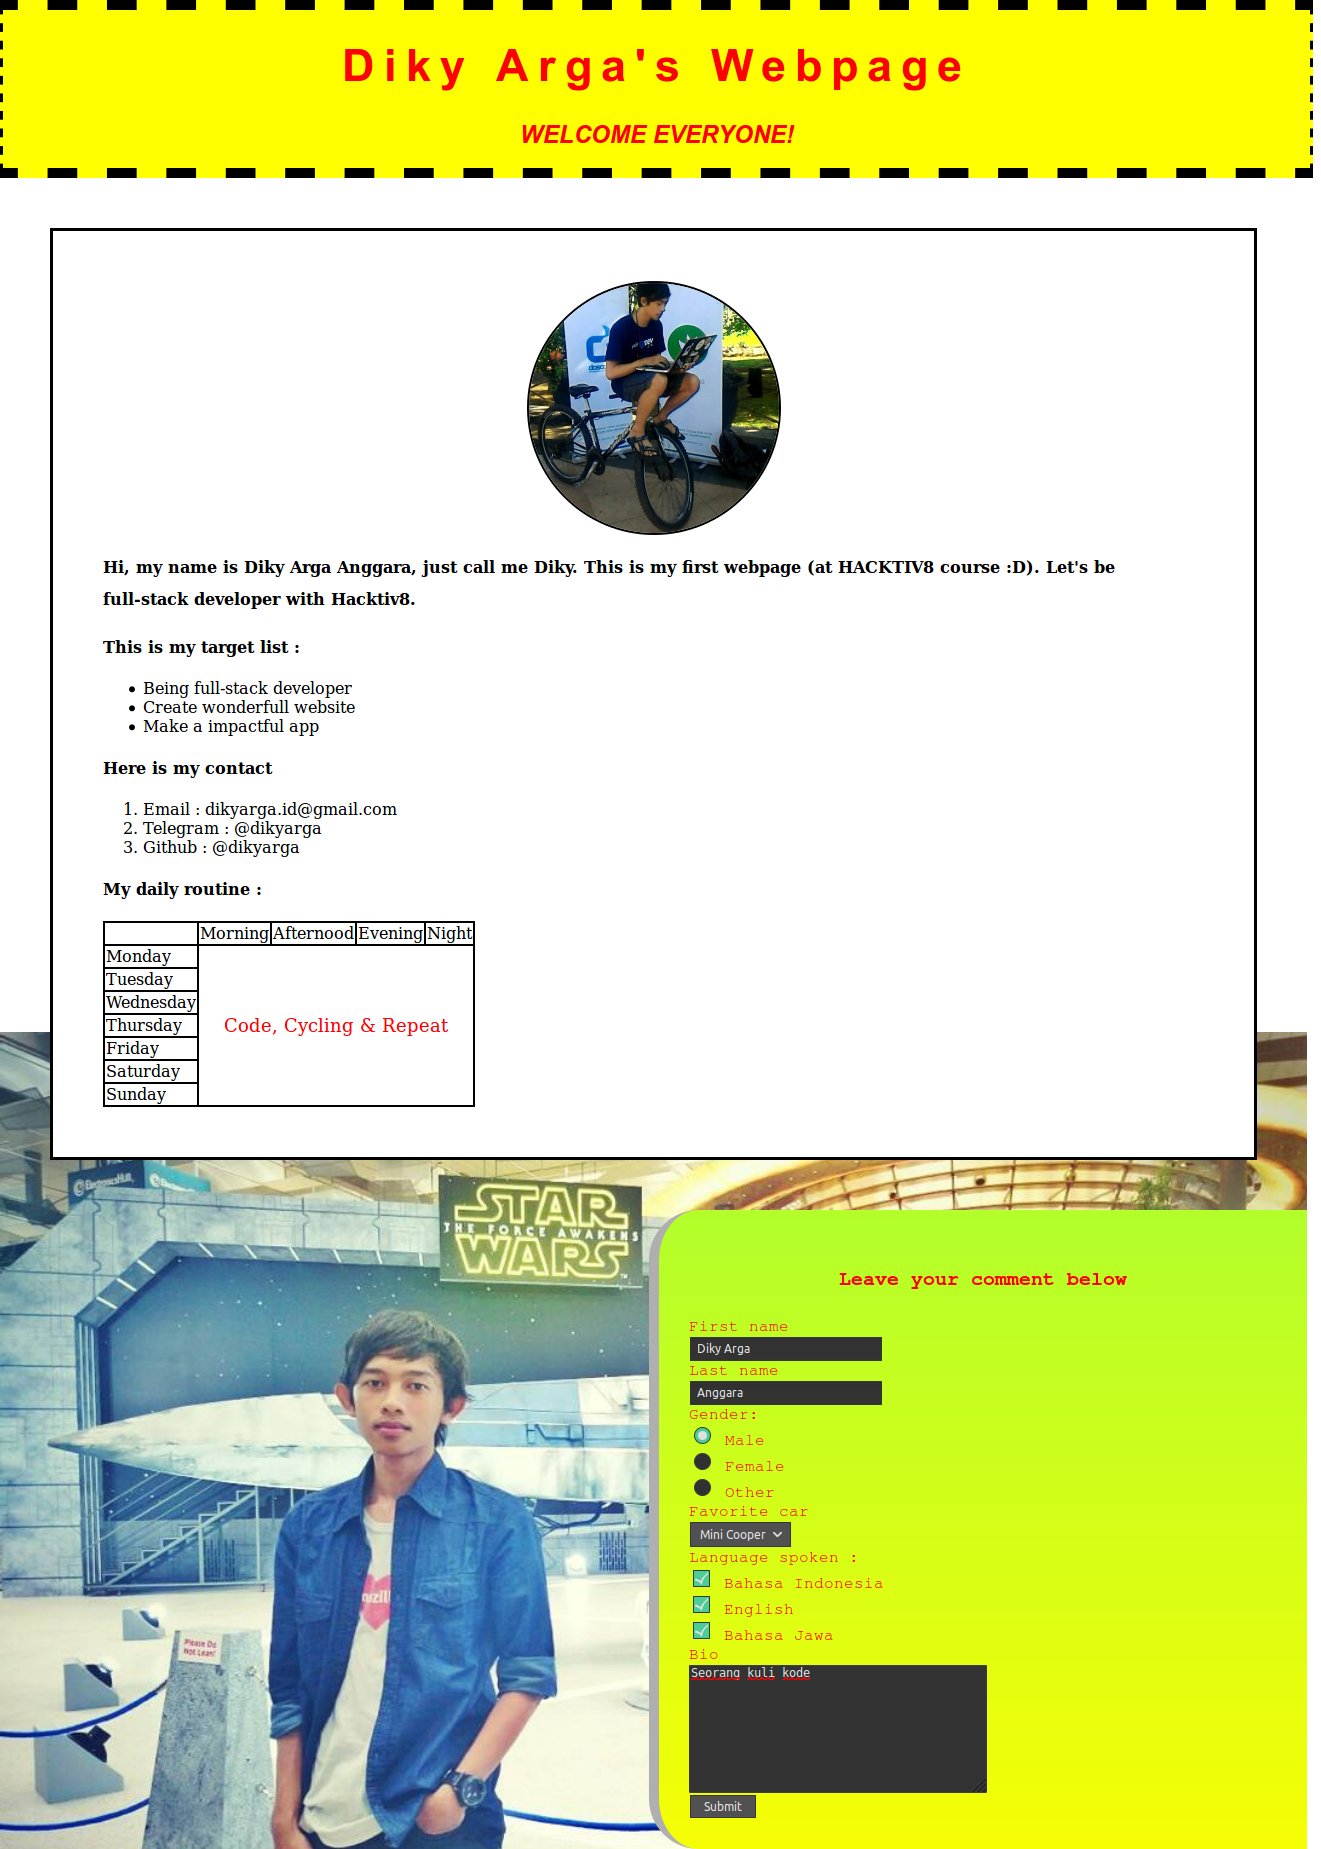 Diky Arga's Webpage
WELCOME EVERYONE!
Hi, my name is Diky Arga Anggara, just call me Diky. This is my first webpage (at HACKTIV8 course :D). Let's be
full-stack developer with Hacktiv8.
This is my target list :
Being full-stack developer
Create wonderfull website
Make a impactful app
Here is my contact
1. Email : dikyarga.id@gmail.com
2. Telegram : @dikyarga
3. Github : @dikyarga
My daily routine :
Morning Afternood Evening Night
Monday
Tuesday
Wednesday
Thursday
Friday
Saturday
Sunday
Code, Cycling & Repeat
STAR
THE FORCE AWAKENS
WARS
Please Do
Not Lean!
Leave your comment below
First name
Diky Arga
Last name
Anggara
Gender:
Male
Female
Other
Favorite car
Mini Cooper
Language spoken :
Bahasa Indonesia
English
Bahasa Jawa
Bio
Seorang kuli kode
Submit